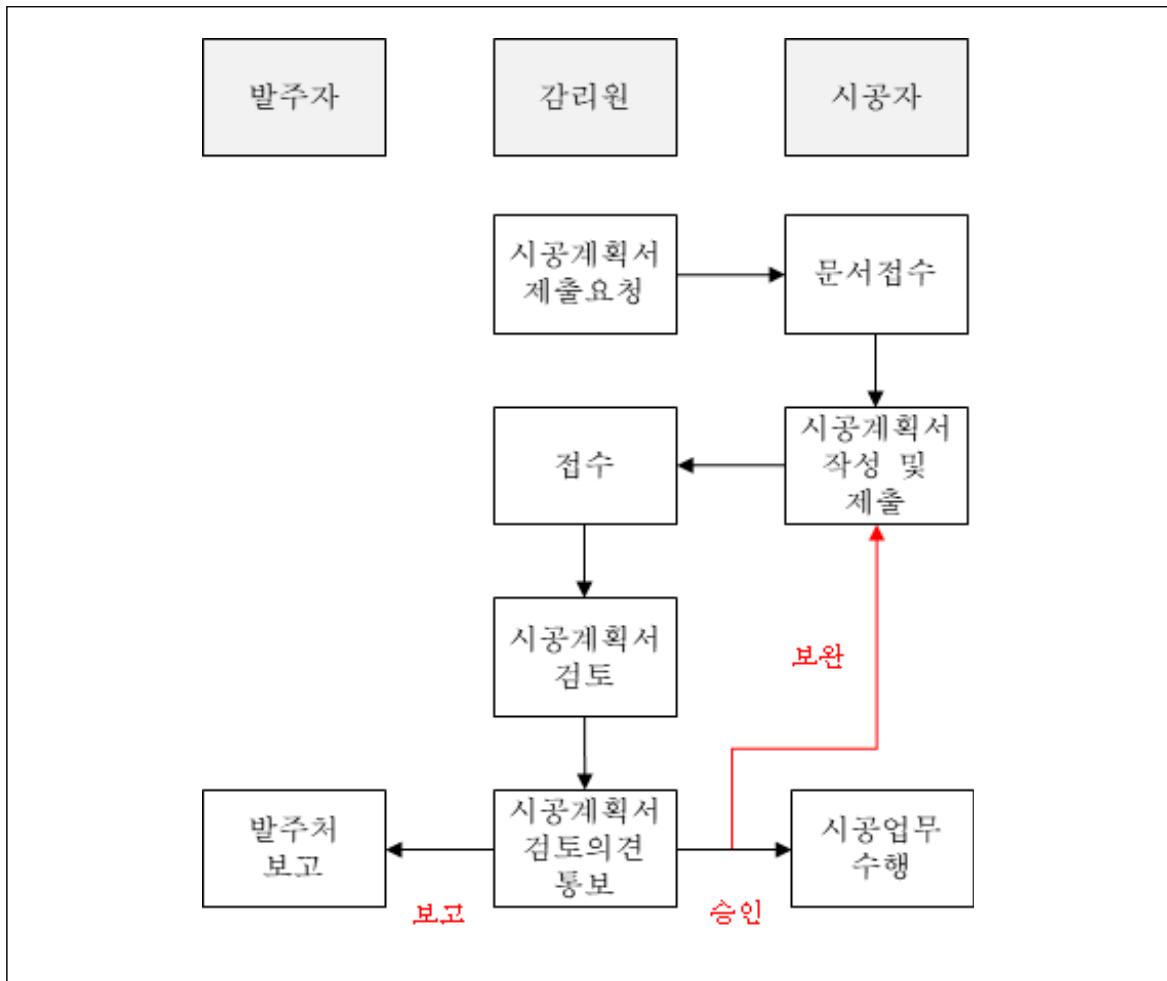 발주자
감리원
시공자
시공계획서
제출요청
문서접수
접수
시공계획서
작성 및
제출
시공계획서
검토
보완
발주처
보고
시공계획서
검토의견
통보
시공업무
수행
보고
승인